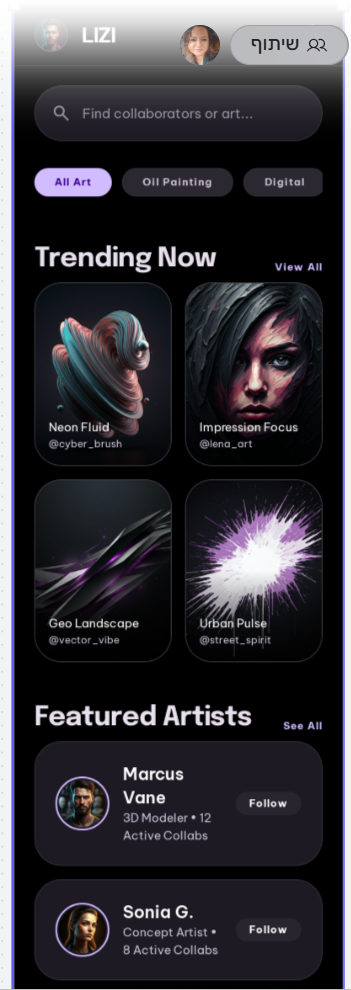 LIZI
שיתוף
Find collaborators or art...
All Art
Oil Painting
Digital
Trending Now
View All
Neon Fluid
@cyber_brush
Impression Focus
@lena_art
Geo Landscape
@vector_vibe
Urban Pulse
@street_spirit
Featured Artists
See All
Marcus
Vane
3D Modeler • 12
Active Collabs
Follow
Sonia G.
Concept Artist •
8 Active Collabs
Follow